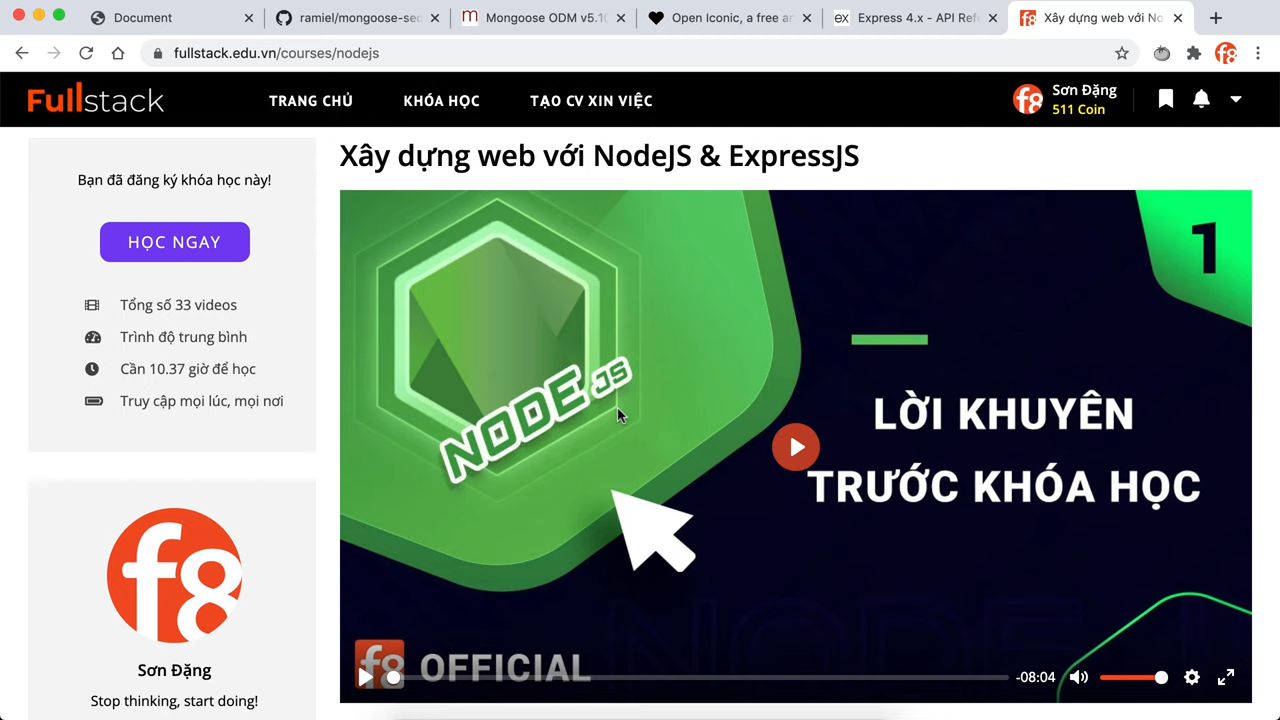 Document
ramiel/mongoose-sec
Mongoose ODM v5.10
Open Iconic, a free an
Express 4.x - API Ref
Xây dựng web với No
fullstack.edu.vn/courses/nodejs
Fullstack
TRANG CHỦ
KHÓA HỌC
TẠO CV XIN VIỆC
Sơn Đặng
511 Coin
Bạn đã đăng ký khóa học này!
HỌC NGAY
Tổng số 33 videos
Trình độ trung bình
Cần 10.37 giờ để học
Truy cập mọi lúc, mọi nơi
f8
Sơn Đặng
Stop thinking, start doing!
Xây dựng web với NodeJS & ExpressJS
1
NODE JS
LỜI KHUYÊN
TRƯỚC KHÓA HỌC
f8 OFFICIAL
-08:04